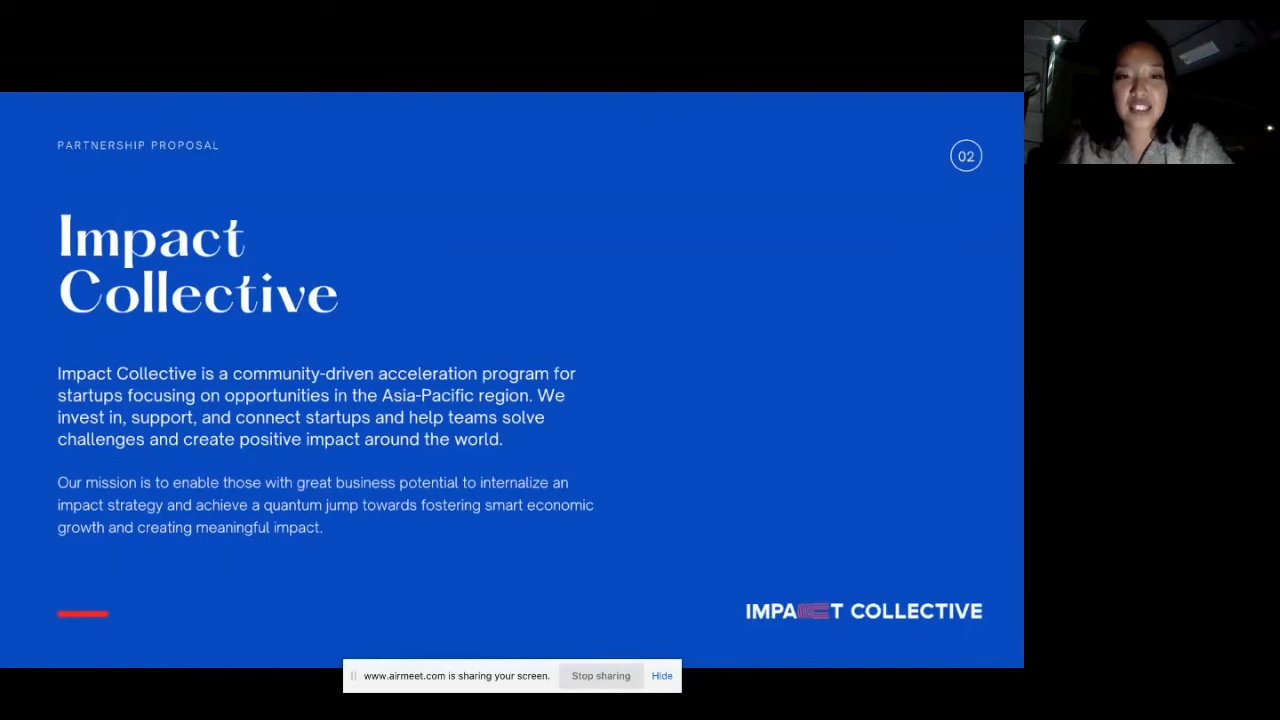 PARTNERSHIP PROPOSAL
02
Impact
Collective
Impact Collective is a community-driven acceleration program for
startups focusing on opportunities in the Asia-Pacific region. We
invest in, support, and connect startups and help teams solve
challenges and create positive impact around the world.
Our mission is to enable those with great business potential to internalize an
impact strategy and achieve a quantum jump towards fostering smart economic
growth and creating meaningful impact.
IMPACT COLLECTIVE
www.airmeet.com is sharing your screen. Stop sharing Hide